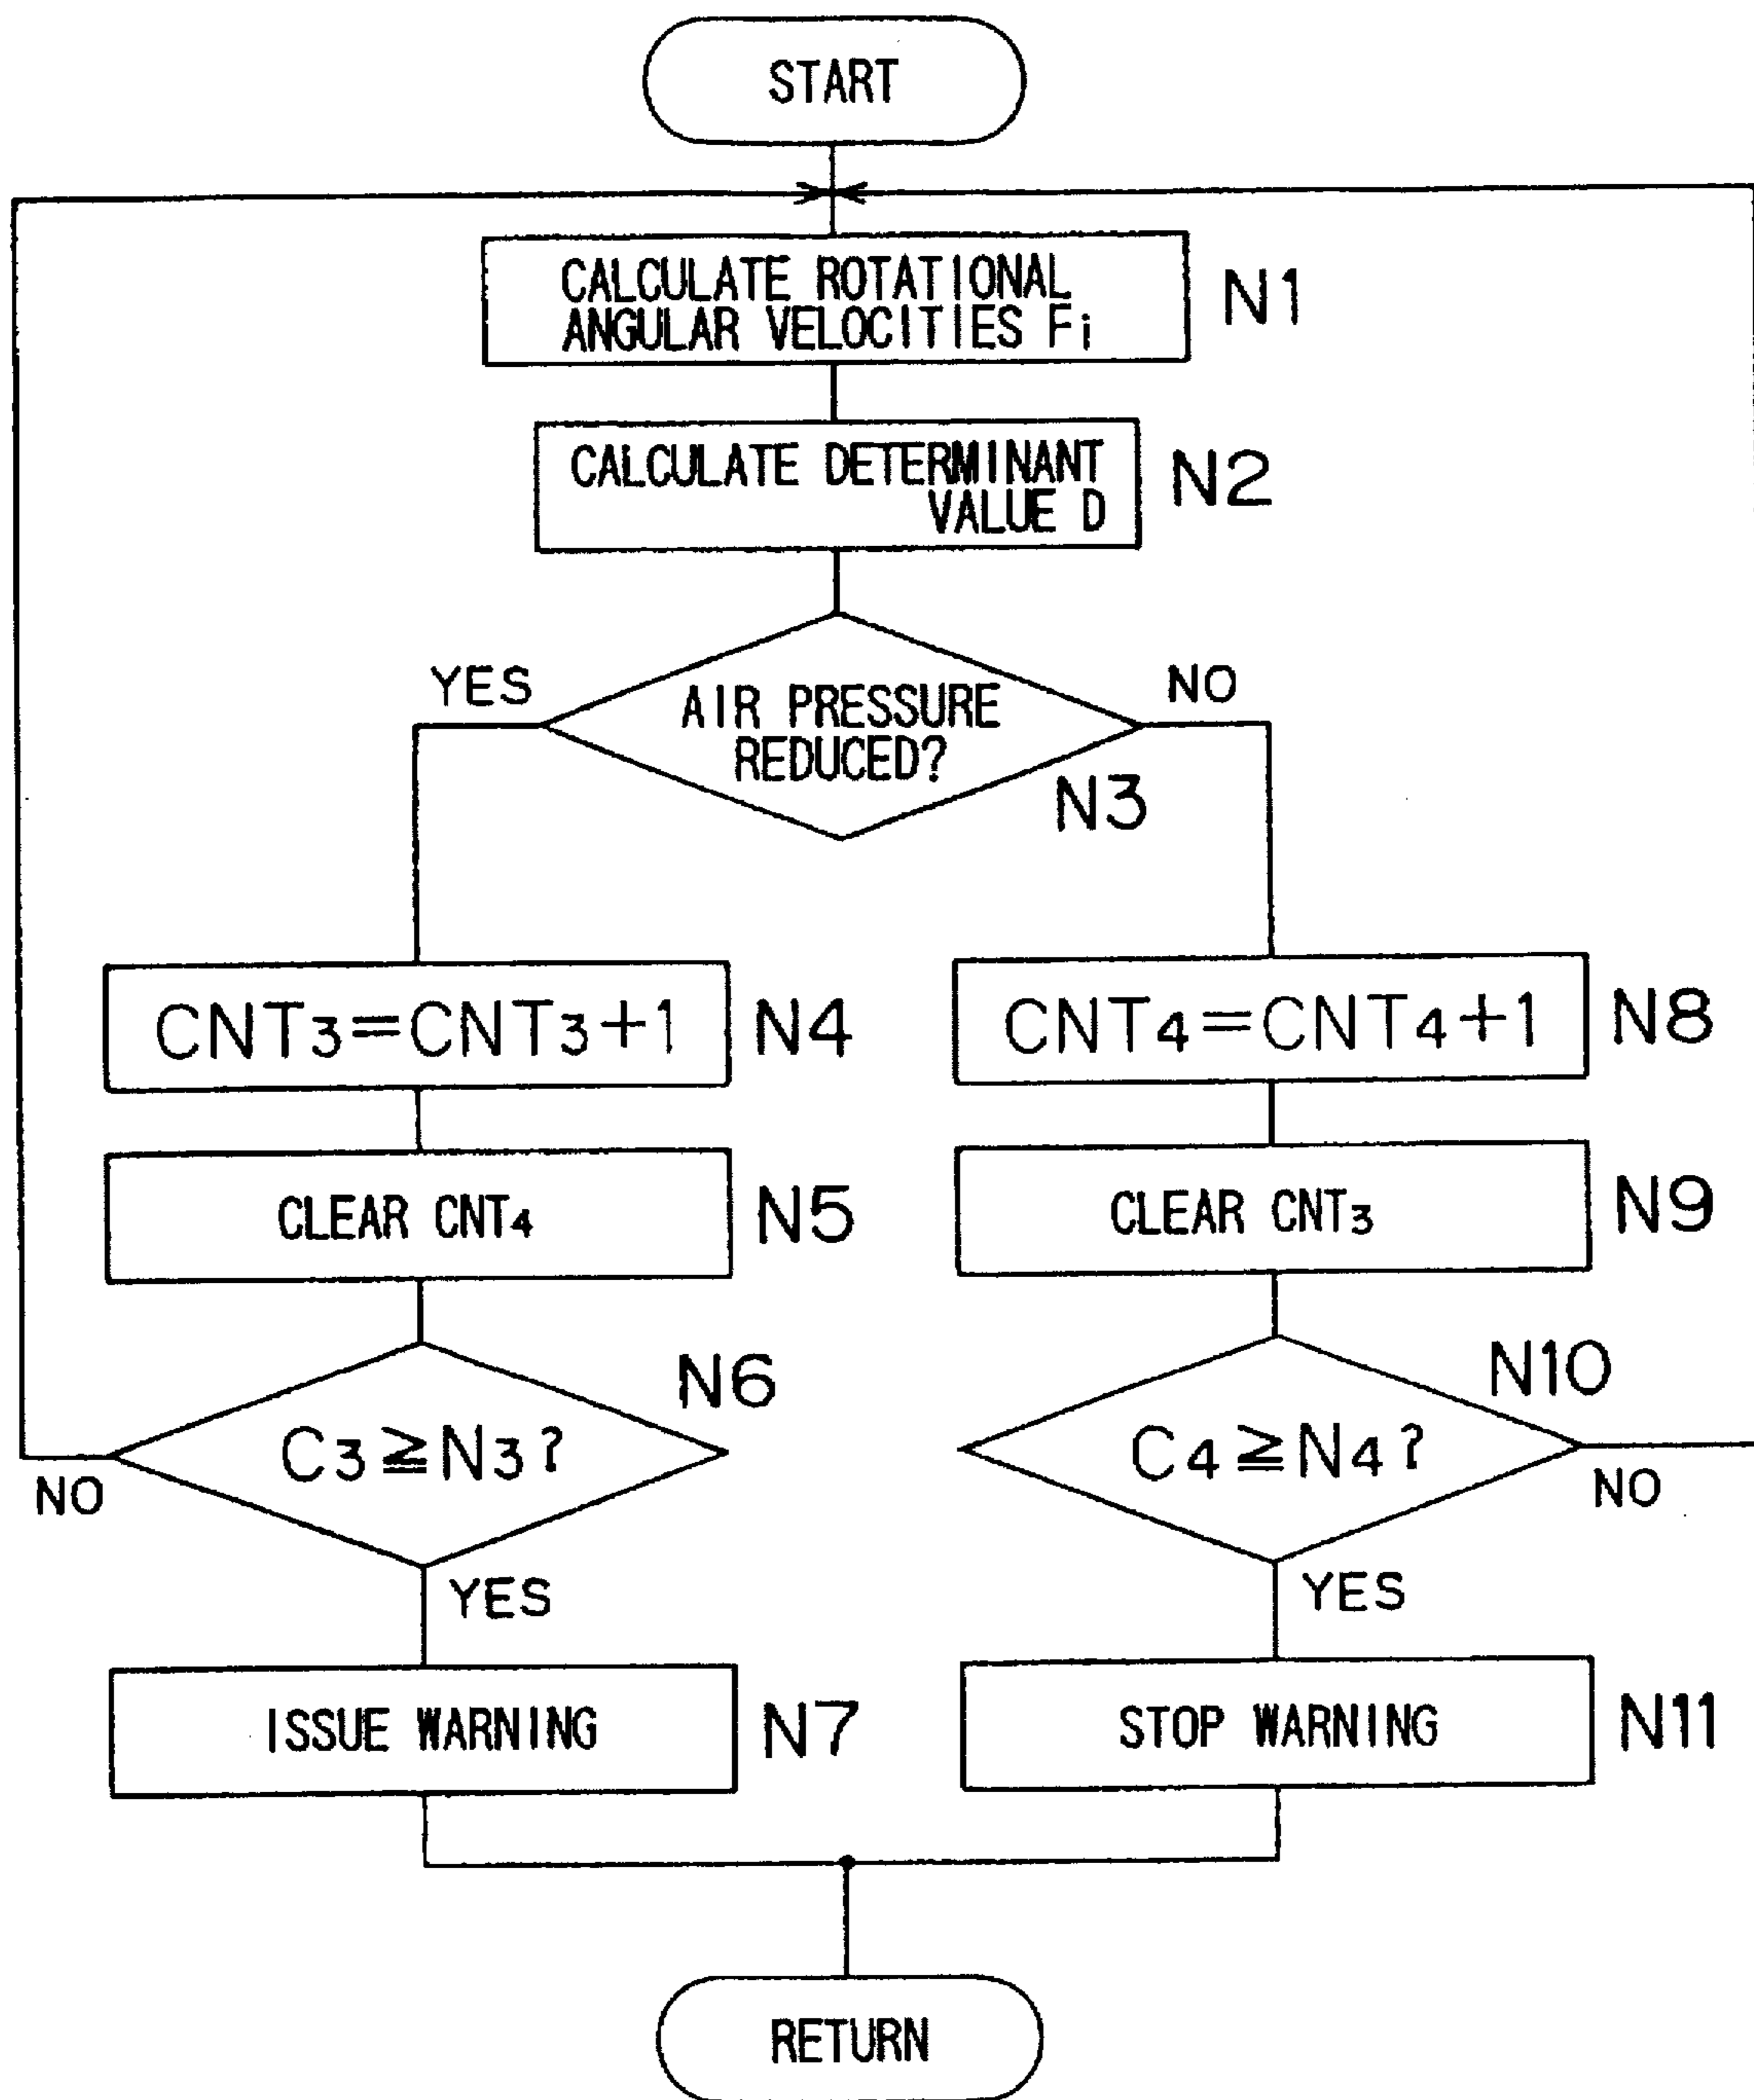 START
CALCULATE ROTATIONAL
ANGULAR VELOCITIES Fi
N1
CALCULATE DETERMINANT
VALUE D
N2
YES
NO
AIR PRESSURE
REDUCED?
N3
CNT₃=CNT₃+1
N4
CNT₄=CNT₄+1
N8
CLEAR CNT₄
N5
CLEAR CNT₃
N9
N6
C₃≧N₃?
NO
YES
N10
C₄≧N₄?
NO
YES
ISSUE WARNING
N7
STOP WARNING
N11
RETURN